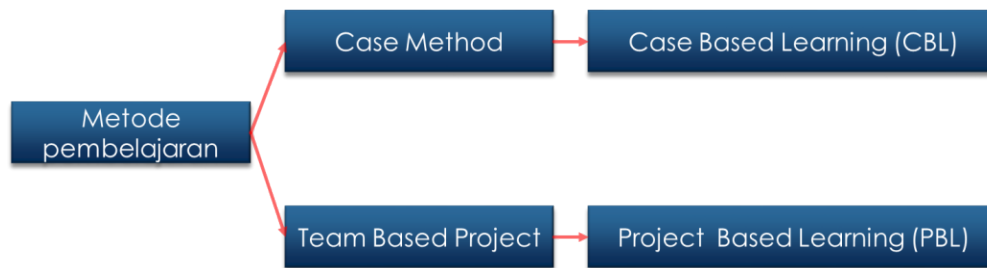 Case Method
Case Based Learning (CBL)
Metode
pembelajaran
Team Based Project
Project Based Learning (PBL)